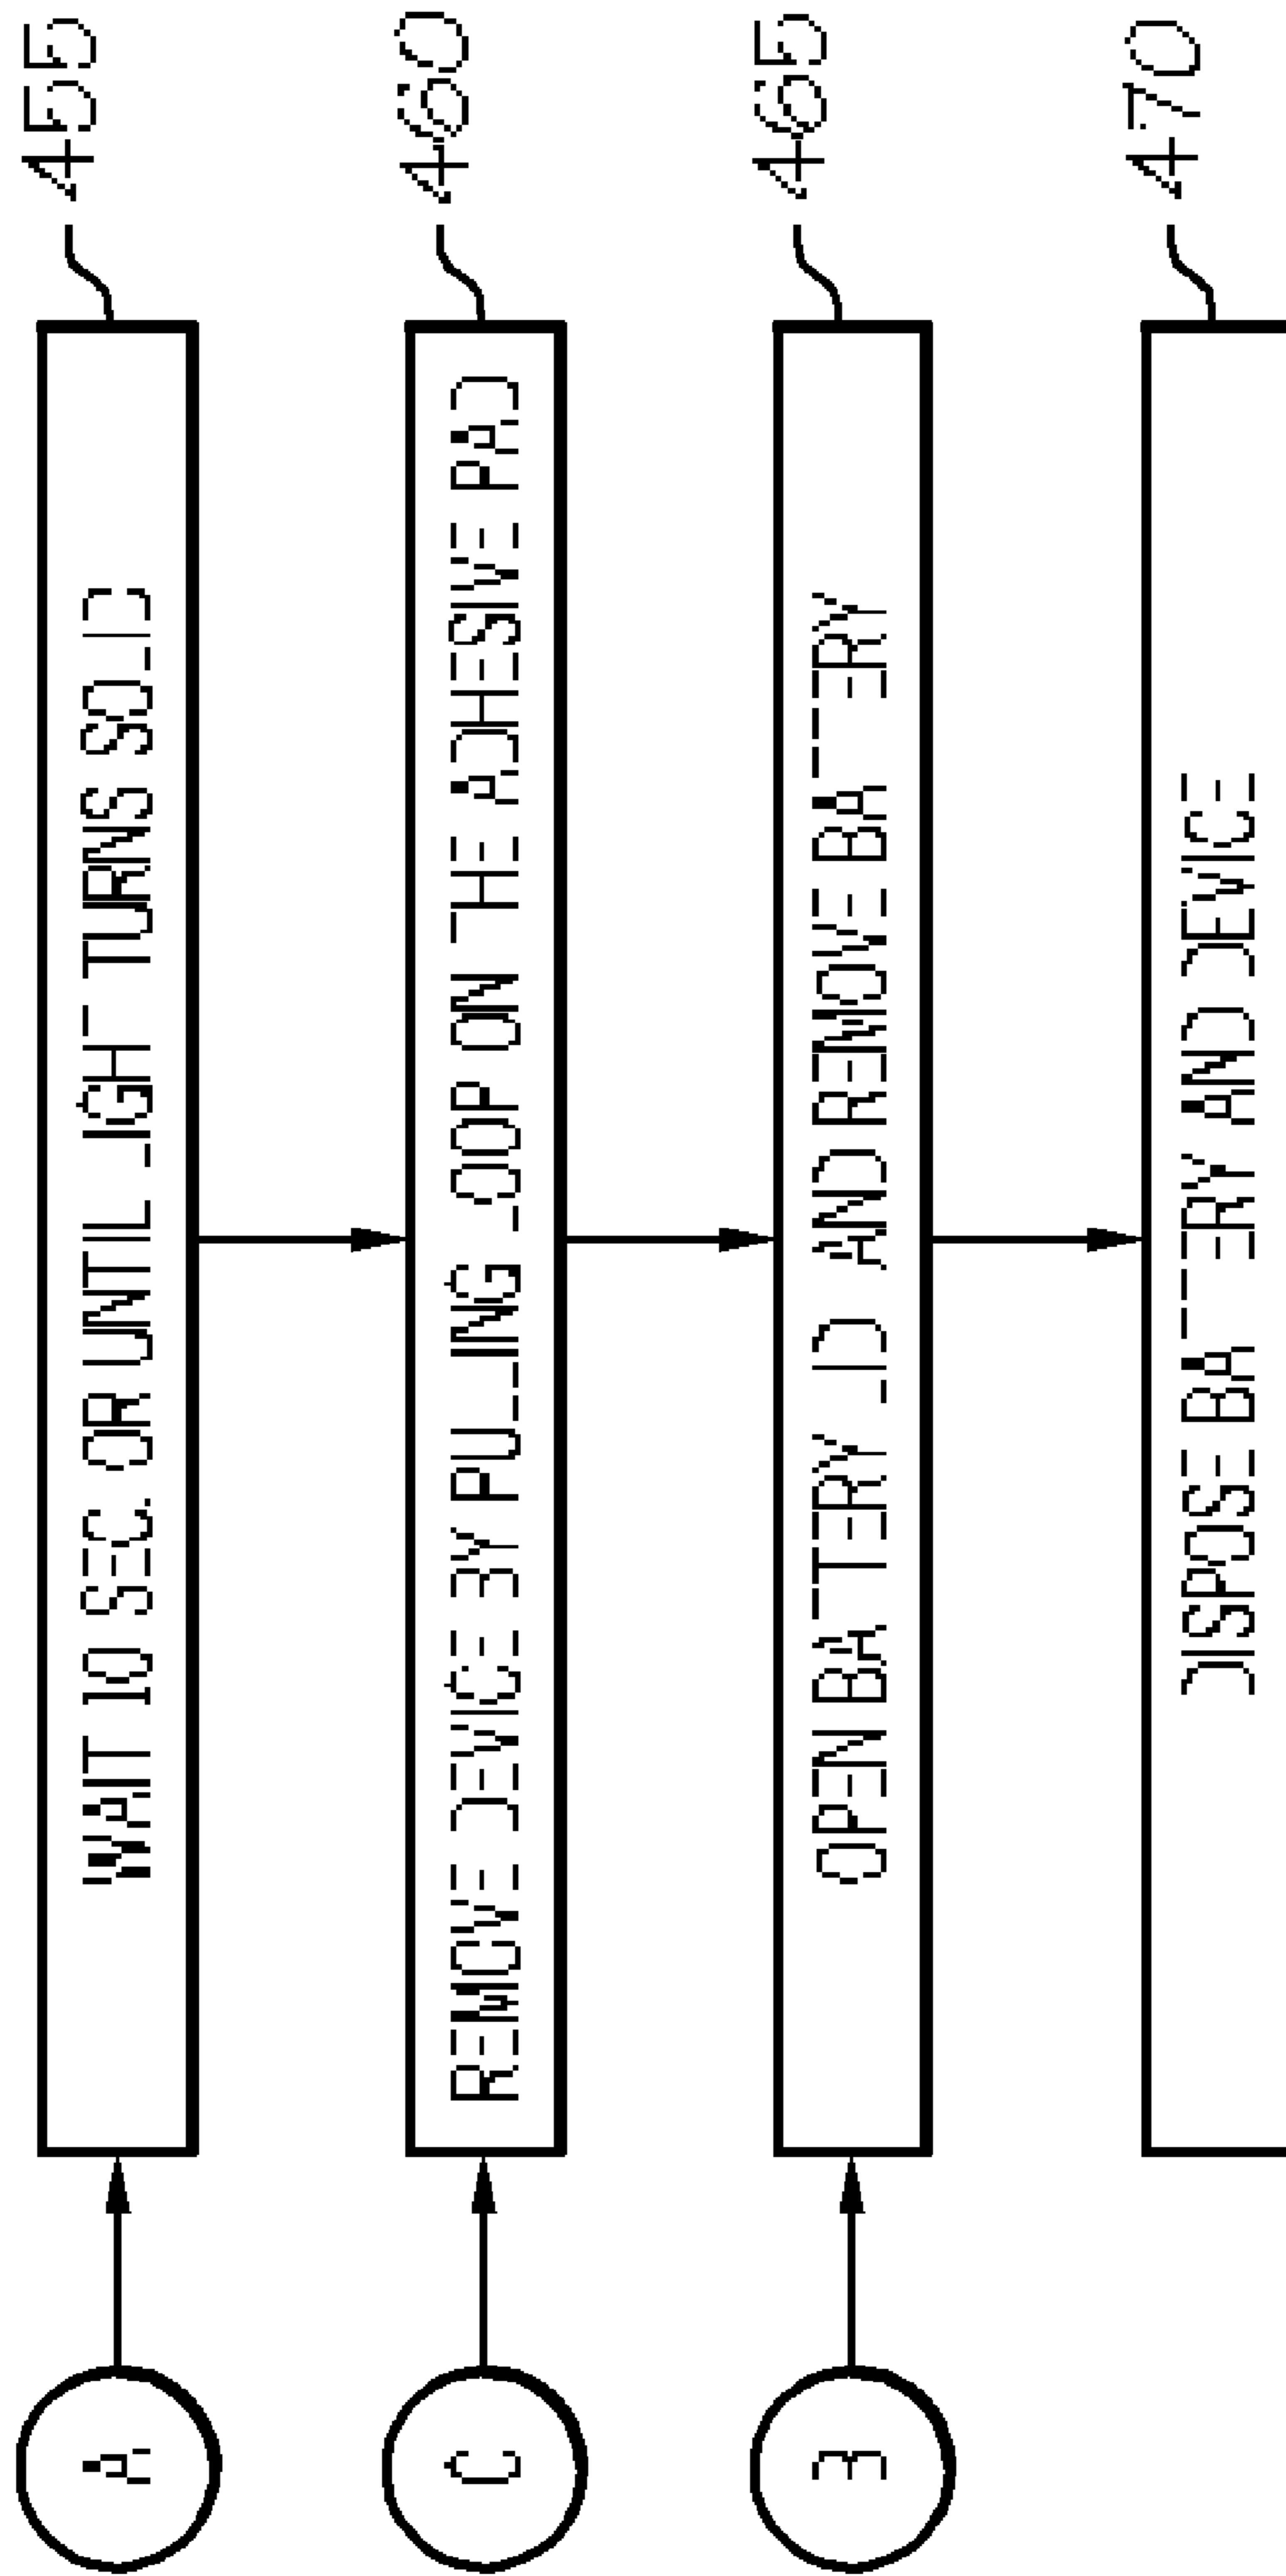 A
WAIT 10 SEC. OR UNTIL LIGHT TURNS SOLID
455
C
REMOVE DEVICE BY PULLING LOOP ON THE ADHESIVE PAD
460
B
OPEN BATTERY LID AND REMOVE BATTERY
465
DISPOSE BATTERY AND DEVICE
470